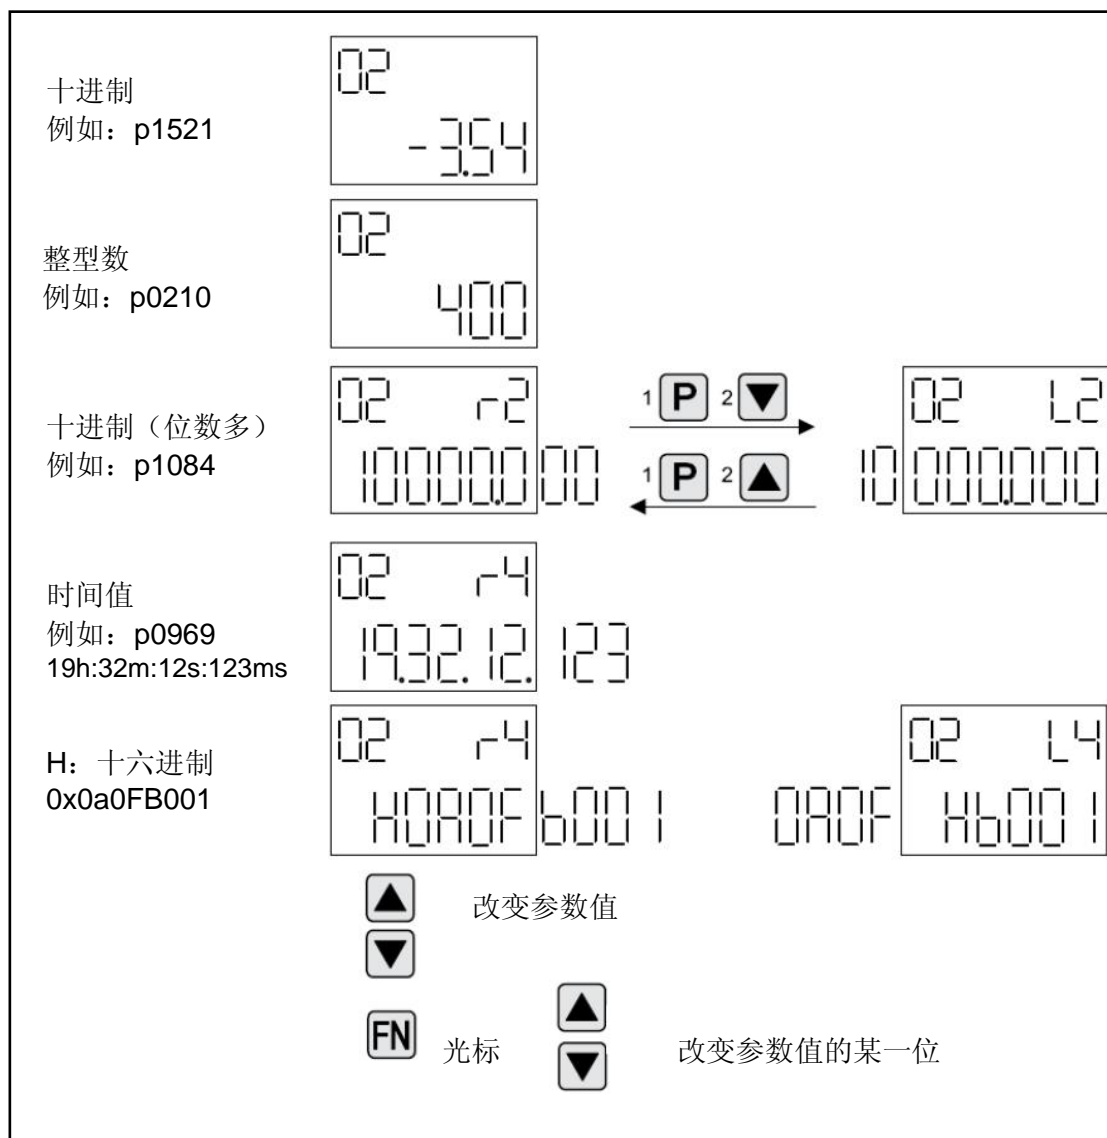 十进制
例如：p1521
02
-3.54
整型数
例如：p0210
02
400
十进制（位数多）
例如：p1084
02 r2
10000.000
1 P 2 ▼
1 P 2 ▲
02 L2
10000.000
时间值
例如：p0969
19h:32m:12s:123ms
02 r4
19.32.12.123
H：十六进制
0x0a0FB001
02 r4
H0A0Fb001
02 L4
0A0F Hb001
改变参数值
FN 光标
改变参数值的某一位